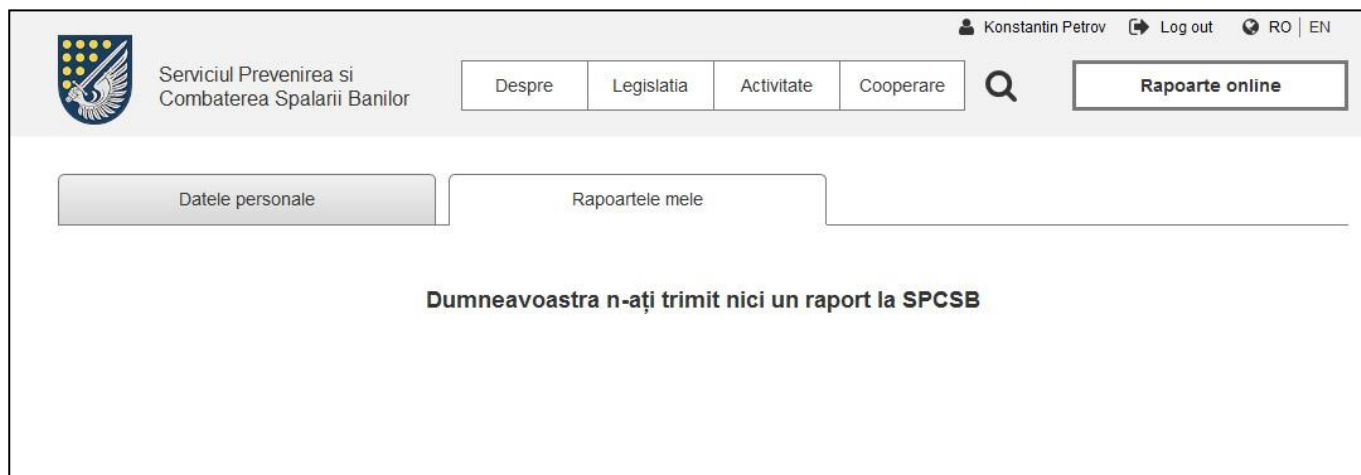 Konstantin Petrov Log out RO | EN
Serviciul Prevenirea si
Combaterea Spalarii Banilor
Despre Legislatia Activitate Cooperare Rapoarte online
Datele personale Rapoartele mele
Dumneavoastra n-ați trimit nici un raport la SPCSB